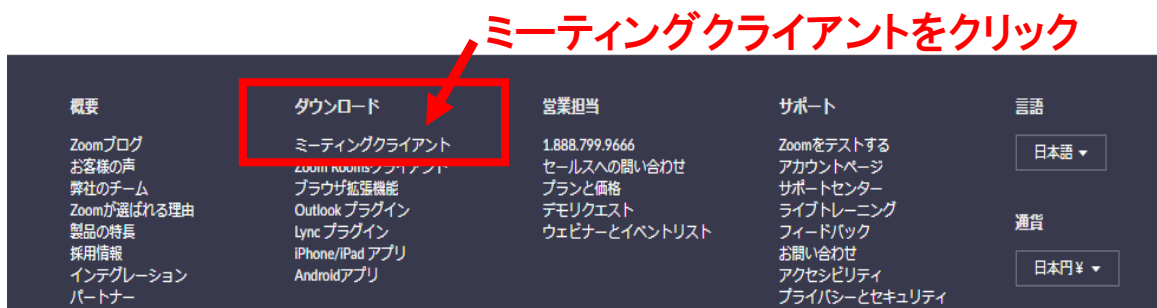 ミーティングクライアントをクリック
概要
Zoomブログ
お客様の声
弊社のチーム
Zoomが選ばれる理由
製品の特長
採用情報
インテグレーション
パートナー
ダウンロード
ミーティングクライアント
Zoom Roomsクライアント
ブラウザ拡張機能
Outlook プラグイン
Lync プラグイン
iPhone/iPad アプリ
Androidアプリ
営業担当
1.888.799.9666
セールスへの問い合わせ
プランと価格
デモリクエスト
ウェビナーとイベントリスト
サポート
Zoomをテストする
アカウントページ
サポートセンター
ライブトレーニング
フィードバック
お問い合わせ
アクセシビリティ
プライバシーとセキュリティ
言語
日本語
通貨
日本円¥